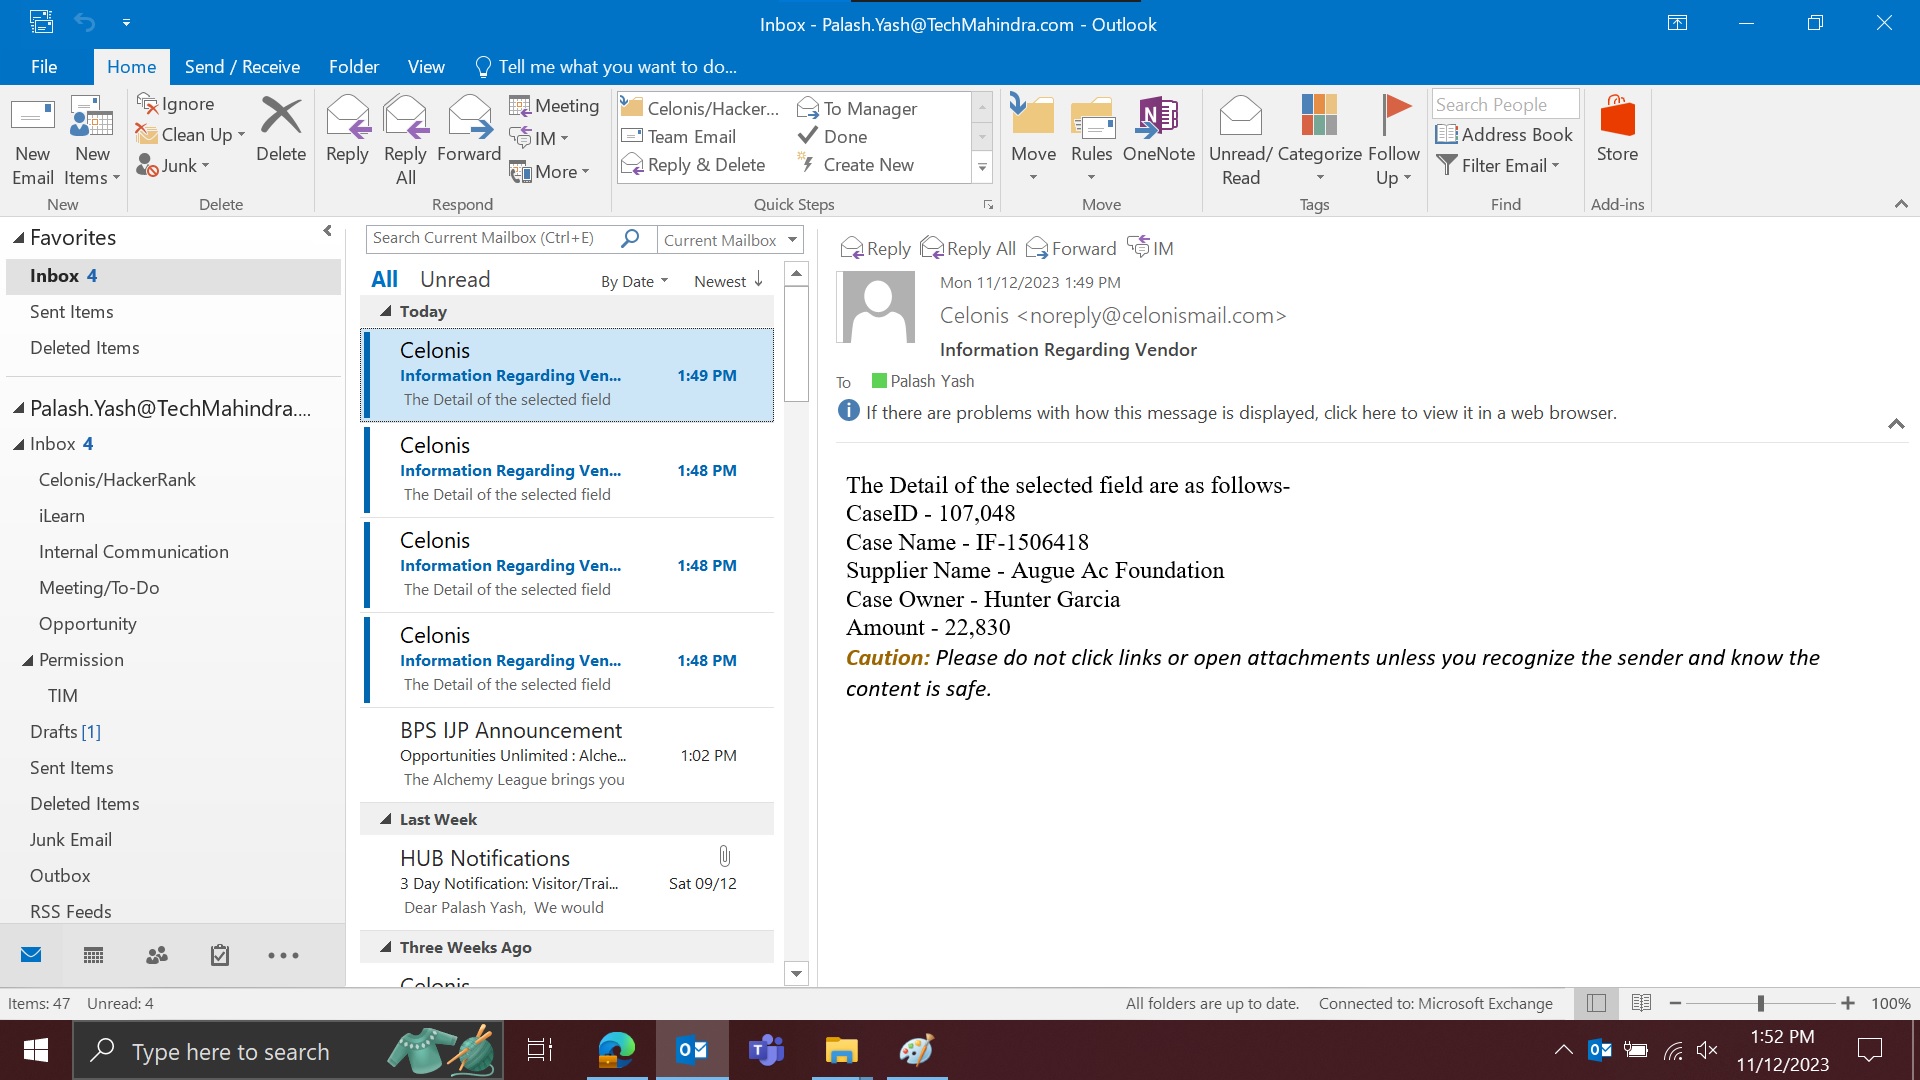 Inbox - Palash.Yash@TechMahindra.com - Outlook
File Home Send / Receive Folder View Tell me what you want to do...
New Email
New Items
New
Ignore
Clean Up
Junk
Delete
Delete
Reply
Reply All
Forward
Meeting
IM
More
Respond
Celonis/Hacker...
Team Email
Reply & Delete
To Manager
Done
Create New
Quick Steps
Move
Rules
OneNote
Move
Unread/ Read
Categorize
Follow Up
Tags
Search People
Address Book
Filter Email
Find
Store
Add-ins
Favorites
Inbox 4
Sent Items
Deleted Items
Palash.Yash@TechMahindra....
Inbox 4
Celonis/HackerRank
iLearn
Internal Communication
Meeting/To-Do
Opportunity
Permission
TIM
Drafts [1]
Sent Items
Deleted Items
Junk Email
Outbox
RSS Feeds
Search Current Mailbox (Ctrl+E)
Current Mailbox
All Unread By Date Newest ↓
Today
Celonis
Information Regarding Ven... 1:49 PM
The Detail of the selected field
Celonis
Information Regarding Ven... 1:48 PM
The Detail of the selected field
Celonis
Information Regarding Ven... 1:48 PM
The Detail of the selected field
Celonis
Information Regarding Ven... 1:48 PM
The Detail of the selected field
BPS IJP Announcement
Opportunities Unlimited : Alche... 1:02 PM
The Alchemy League brings you
Last Week
HUB Notifications
3 Day Notification: Visitor/Trai... Sat 09/12
Dear Palash Yash, We would
Three Weeks Ago
Celonis
Reply Reply All Forward IM
Mon 11/12/2023 1:49 PM
Celonis <noreply@celonismail.com>
Information Regarding Vendor
To Palash Yash
If there are problems with how this message is displayed, click here to view it in a web browser.
The Detail of the selected field are as follows-
CaseID - 107,048
Case Name - IF-1506418
Supplier Name - Augue Ac Foundation
Case Owner - Hunter Garcia
Amount - 22,830
Caution: Please do not click links or open attachments unless you recognize the sender and know the
content is safe.
Items: 47 Unread: 4
All folders are up to date. Connected to: Microsoft Exchange 100%
Type here to search
1:52 PM
11/12/2023